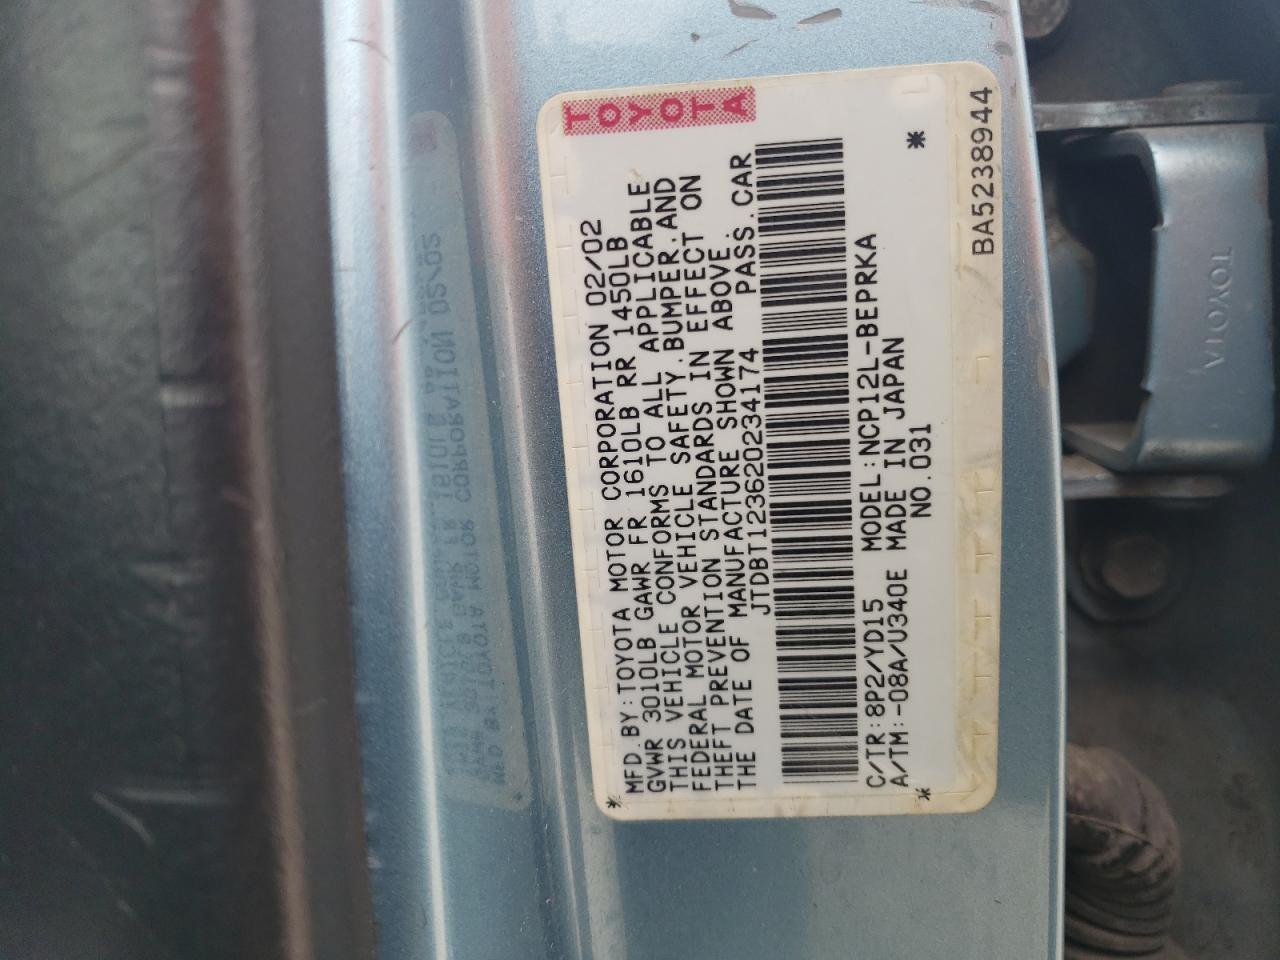 TOYOTA
* MFD.BY:TOYOTA MOTOR CORPORATION 02/02
GVWR 3010LB GAWR FR 1610LB RR 1450LB
THIS VEHICLE CONFORMS TO ALL APPLICABLE
FEDERAL MOTOR VEHICLE SAFETY.BUMPER.AND
THEFT PREVENTION STANDARDS IN EFFECT ON
THE DATE OF MANUFACTURE SHOWN ABOVE.
JTDBT123620234174 PASS.CAR
C/TR:8P2/YD15 MODEL:NCP12L-BEPRKA
A/TM:-08A/U340E MADE IN JAPAN
* NO.031 *
BA5238944
TOYOTA